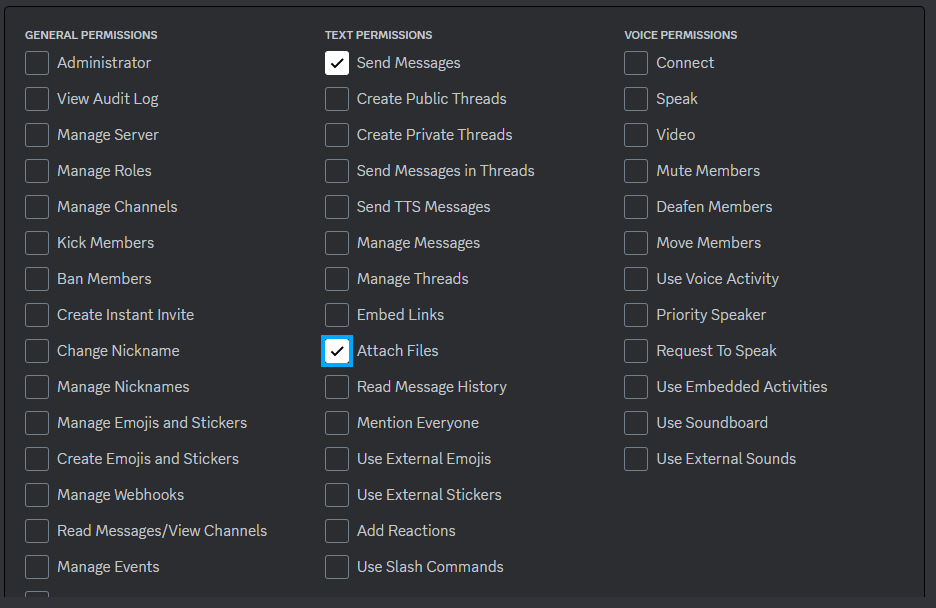 GENERAL PERMISSIONS
Administrator
View Audit Log
Manage Server
Manage Roles
Manage Channels
Kick Members
Ban Members
Create Instant Invite
Change Nickname
Manage Nicknames
Manage Emojis and Stickers
Create Emojis and Stickers
Manage Webhooks
Read Messages/View Channels
Manage Events
TEXT PERMISSIONS
Send Messages
Create Public Threads
Create Private Threads
Send Messages in Threads
Send TTS Messages
Manage Messages
Manage Threads
Embed Links
Attach Files
Read Message History
Mention Everyone
Use External Emojis
Use External Stickers
Add Reactions
Use Slash Commands
VOICE PERMISSIONS
Connect
Speak
Video
Mute Members
Deafen Members
Move Members
Use Voice Activity
Priority Speaker
Request To Speak
Use Embedded Activities
Use Soundboard
Use External Sounds